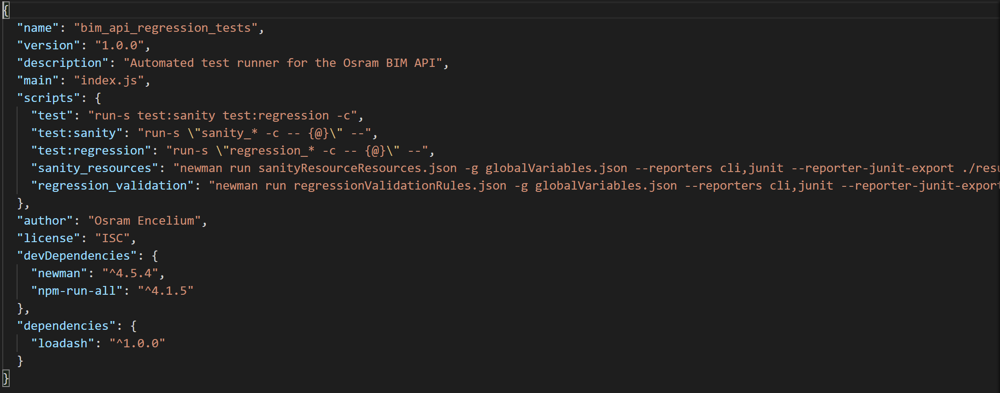 {
"name": "bim_api_regression_tests",
"version": "1.0.0",
"description": "Automated test runner for the Osram BIM API",
"main": "index.js",
"scripts": {
"test": "run-s test:sanity test:regression -c",
"test:sanity": "run-s \"sanity_* -c -- {@}\" --",
"test:regression": "run-s \"regression_* -c -- {@}\" --",
"sanity_resources": "newman run sanityResourceResources.json -g globalVariables.json --reporters cli,junit --reporter-junit-export ./resu
"regression_validation": "newman run regressionValidationRules.json -g globalVariables.json --reporters cli,junit --reporter-junit-export
},
"author": "Osram Encelium",
"license": "ISC",
"devDependencies": {
"newman": "^4.5.4",
"npm-run-all": "^4.1.5"
},
"dependencies": {
"loadash": "^1.0.0"
}
}